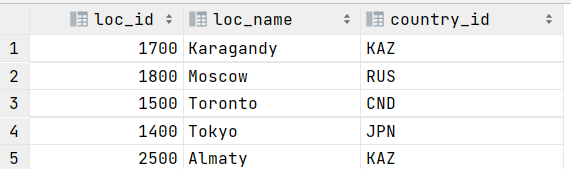 loc_id loc_name country_id
1 1700 Karagandy KAZ
2 1800 Moscow RUS
3 1500 Toronto CND
4 1400 Tokyo JPN
5 2500 Almaty KAZ